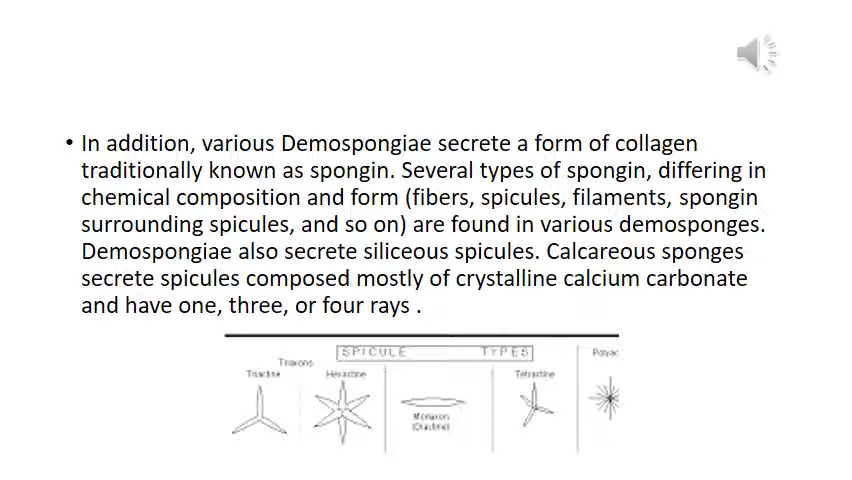 • In addition, various Demospongiae secrete a form of collagen
traditionally known as spongin. Several types of spongin, differing in
chemical composition and form (fibers, spicules, filaments, spongin
surrounding spicules, and so on) are found in various demosponges.
Demospongiae also secrete siliceous spicules. Calcareous sponges
secrete spicules composed mostly of crystalline calcium carbonate
and have one, three, or four rays .
SPICULE TYPES
Triaxons
Triactine
Hexactine
Monaxon
(Diactine)
Tetractine
Polyac